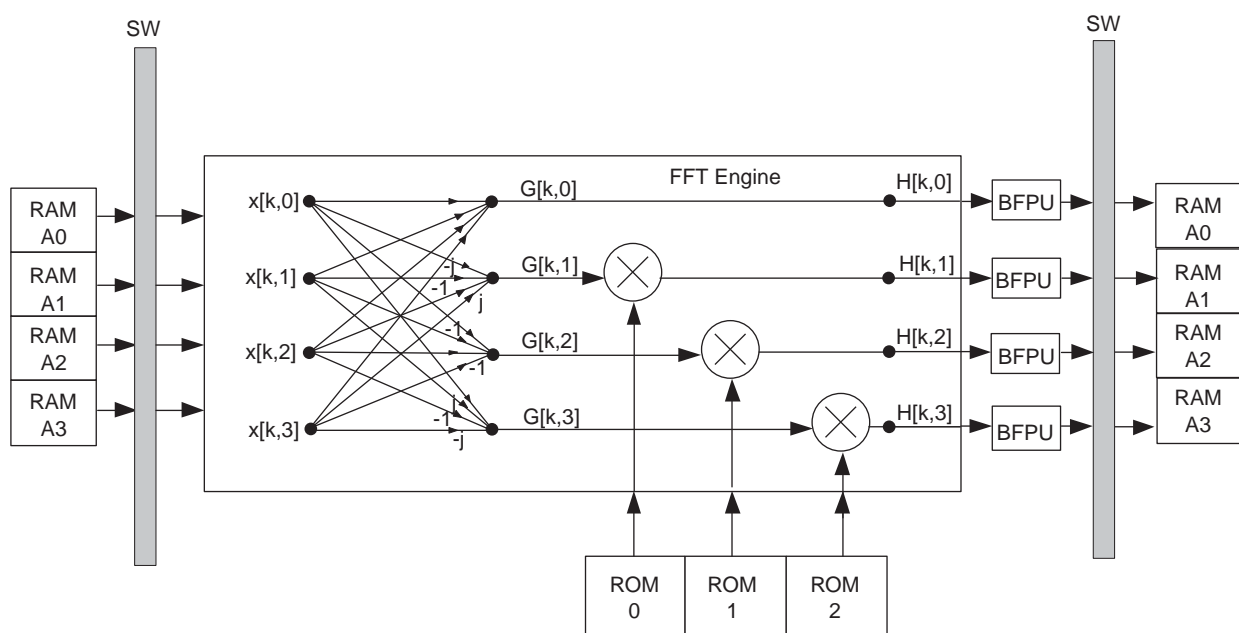 SW
SW
RAM
A0
RAM
A1
RAM
A2
RAM
A3
FFT Engine
x[k,0]
G[k,0]
H[k,0]
BFPU
x[k,1]
-j
-1
j
G[k,1]
H[k,1]
BFPU
x[k,2]
-1
-1
G[k,2]
H[k,2]
BFPU
x[k,3]
j
-1
-j
G[k,3]
H[k,3]
BFPU
RAM
A0
RAM
A1
RAM
A2
RAM
A3
ROM
0
ROM
1
ROM
2